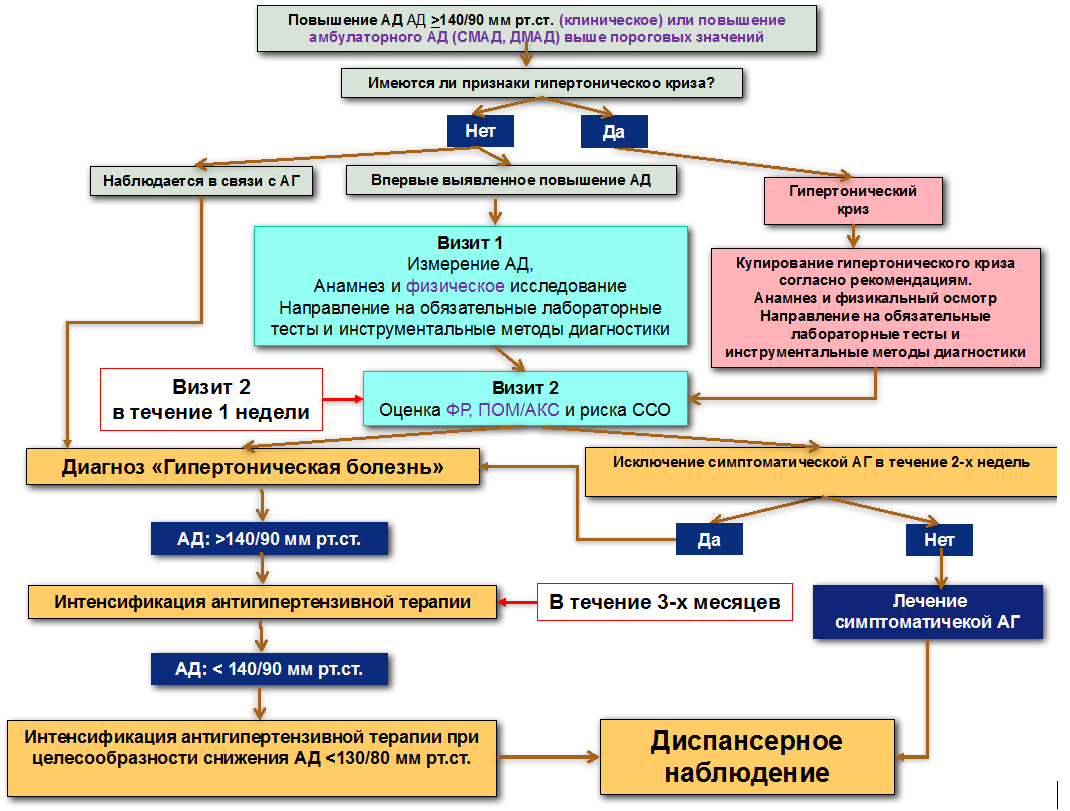 Повышение АД АД >140/90 мм рт.ст. (клиническое) или повышение
амбулаторного АД (СМАД, ДМАД) выше пороговых значений
Имеются ли признаки гипертоническоо криза?
Нет
Да
Наблюдается в связи с АГ
Впервые выявленное повышение АД
Гипертонический
криз
Визит 1
Измерение АД,
Анамнез и физическое исследование
Направление на обязательные лабораторные
тесты и инструментальные методы диагностики
Купирование гипертонического криза
согласно рекомендациям.
Анамнез и физикальный осмотр
Направление на обязательные
лабораторные тесты и
инструментальные методы диагностики
Визит 2
в течение 1 недели
Визит 2
Оценка ФР, ПОМ/АКС и риска ССО
Диагноз «Гипертоническая болезнь»
Исключение симптоматической АГ в течение 2-х недель
АД: >140/90 мм рт.ст.
Да
Нет
Интенсификация антигипертензивной терапии
В течение 3-х месяцев
Лечение
симптоматичекой АГ
АД: < 140/90 мм рт.ст.
Интенсификация антигипертензивной терапии при
целесообразности снижения АД <130/80 мм рт.ст.
Диспансерное
наблюдение